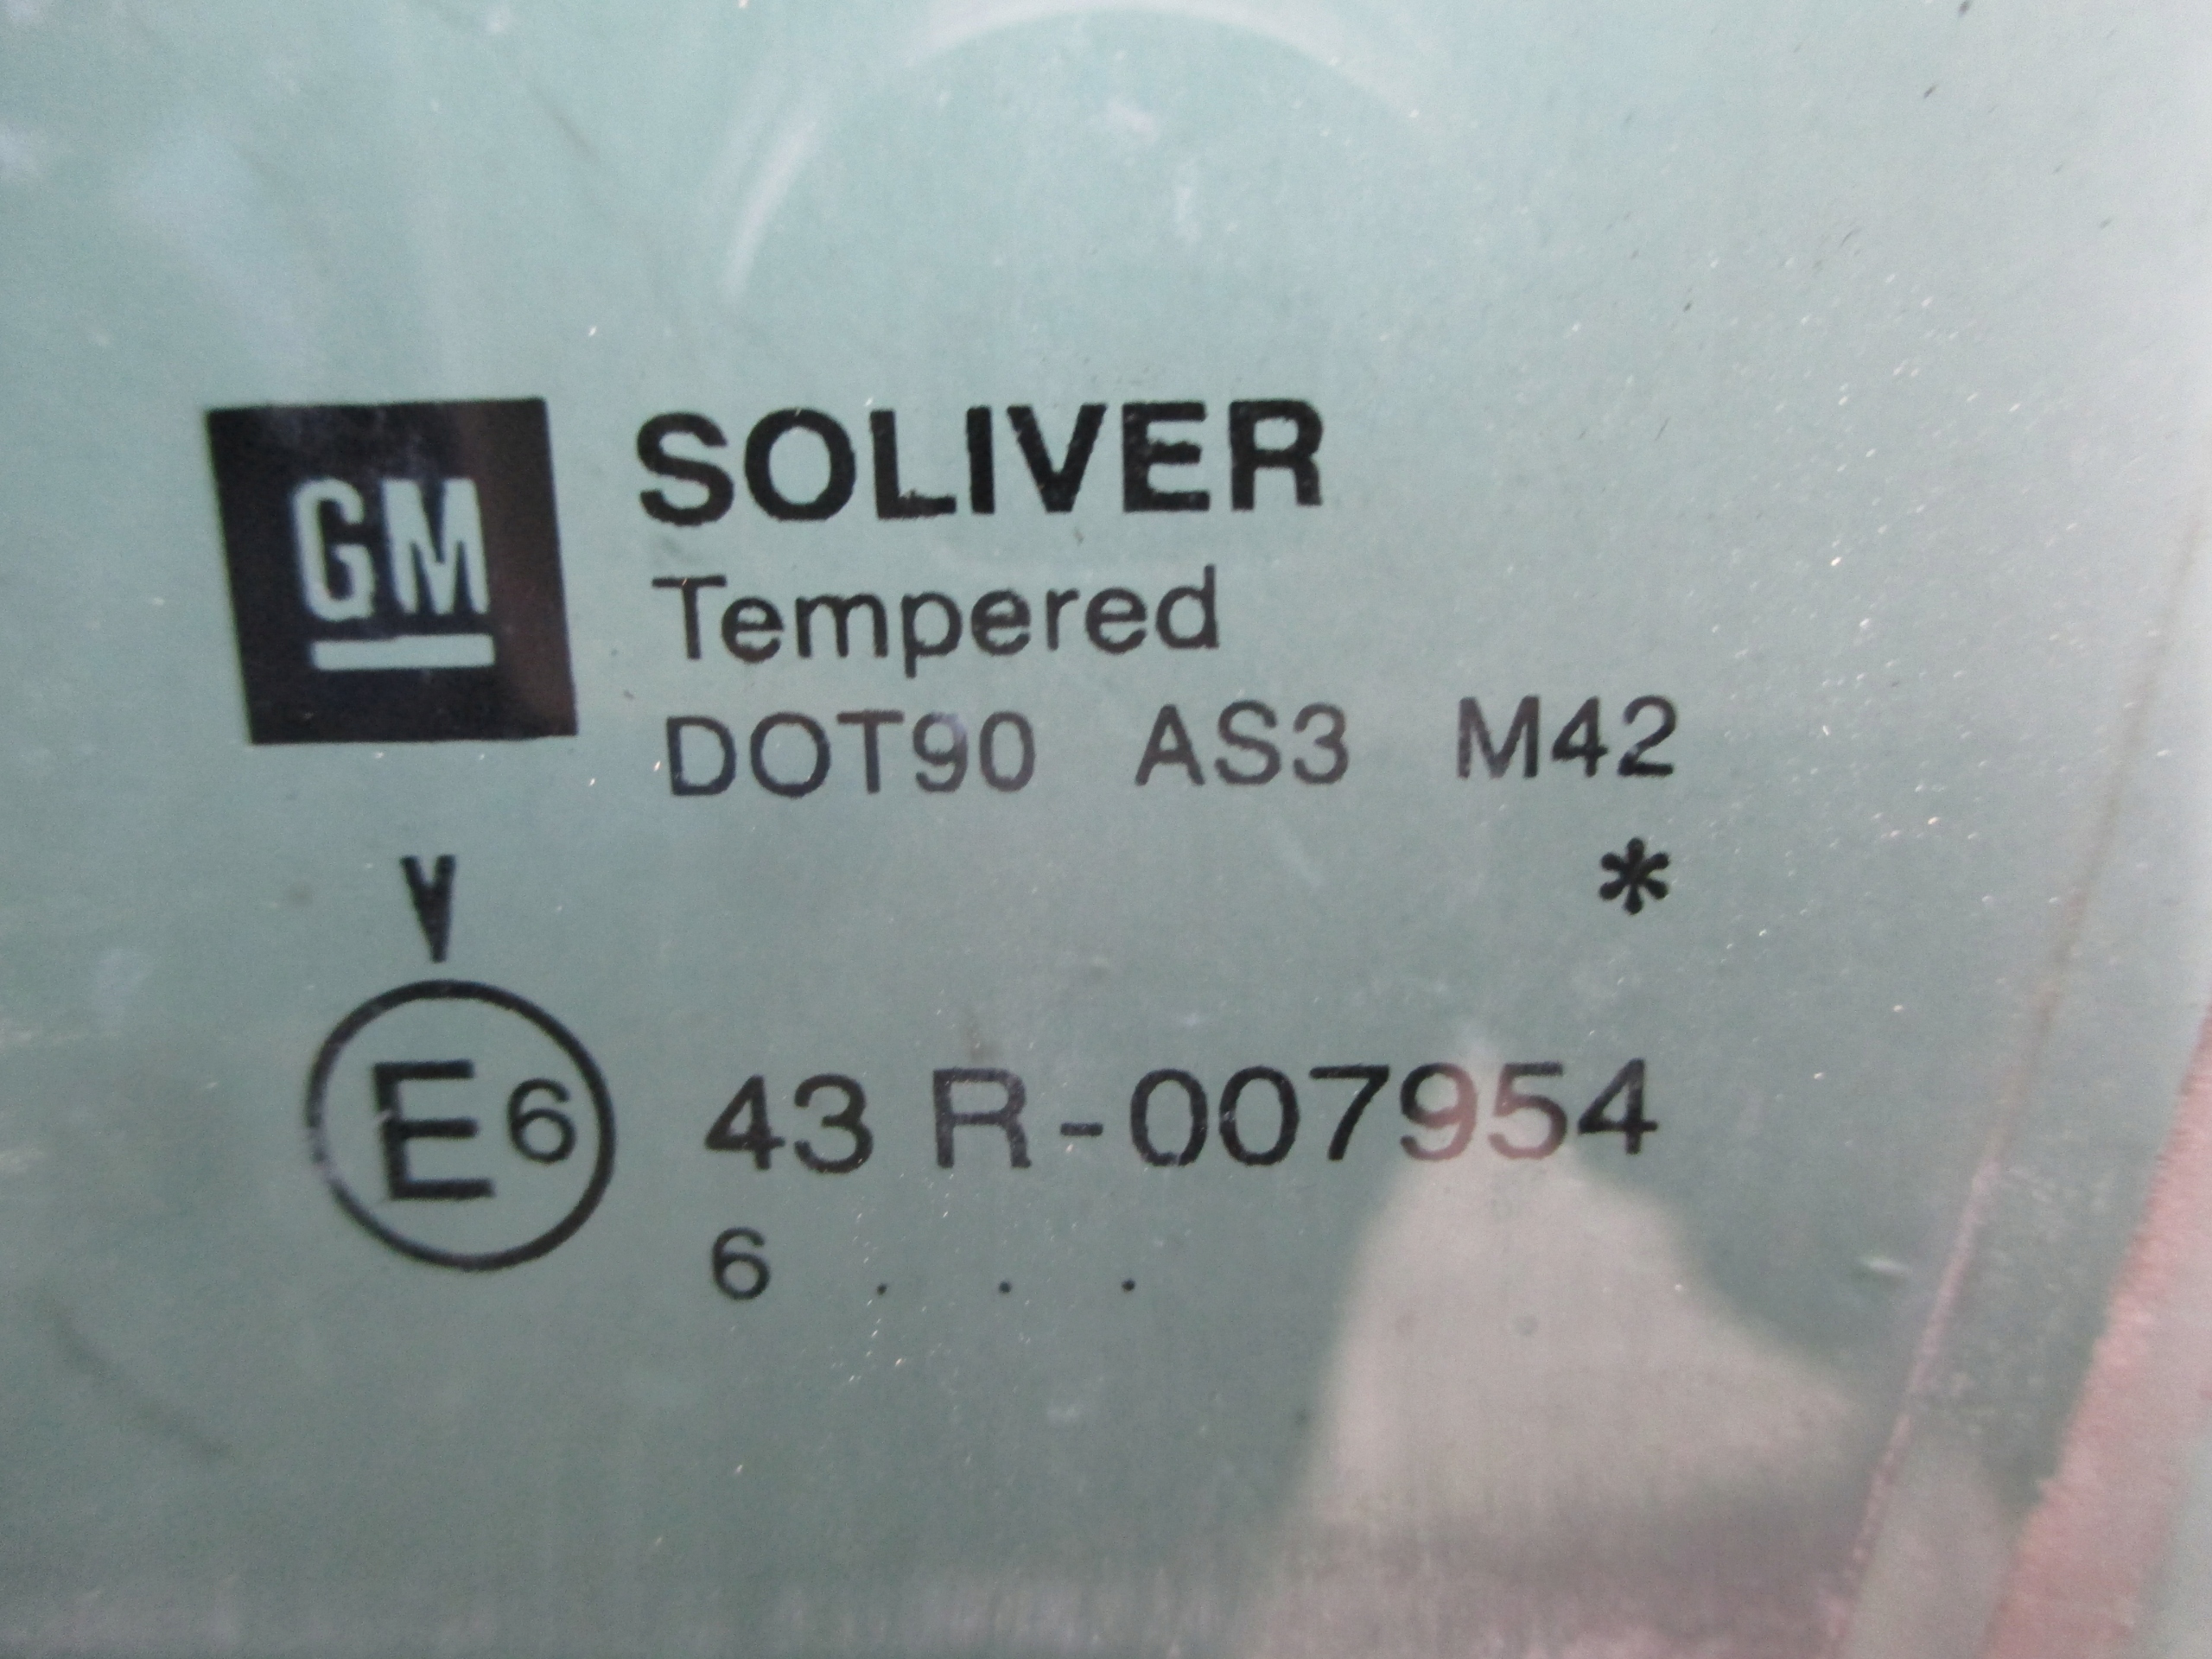 GM
SOLIVER
Tempered
DOT90 AS3 M42
V
*
E6 43 R-007954
6 . . .